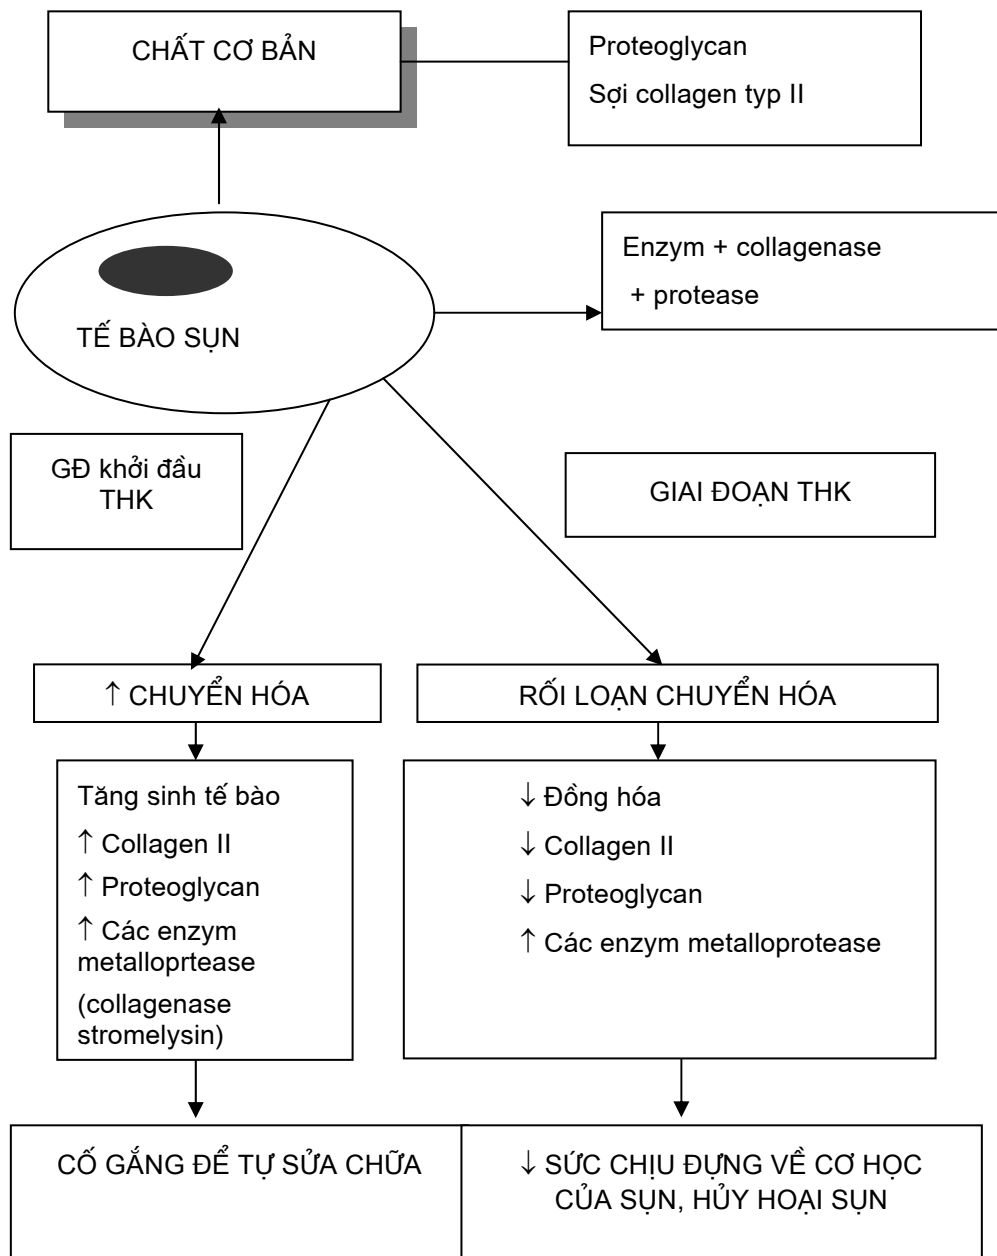 CHẤT CƠ BẢN
Proteoglycan
Sợi collagen typ II
Enzym + collagenase
+ protease
TẾ BÀO SỤN
GĐ khởi đầu
THK
GIAI ĐOẠN THK
↑ CHUYỂN HÓA
RỐI LOẠN CHUYỂN HÓA
Tăng sinh tế bào
↑ Collagen II
↑ Proteoglycan
↑ Các enzym
metalloprtease
(collagenase
stromelysin)
↓ Đồng hóa
↓ Collagen II
↓ Proteoglycan
↑ Các enzym metalloprotease
CỐ GẮNG ĐỂ TỰ SỬA CHỮA
↓ SỨC CHỊU ĐỰNG VỀ CƠ HỌC
CỦA SỤN, HỦY HOẠI SỤN